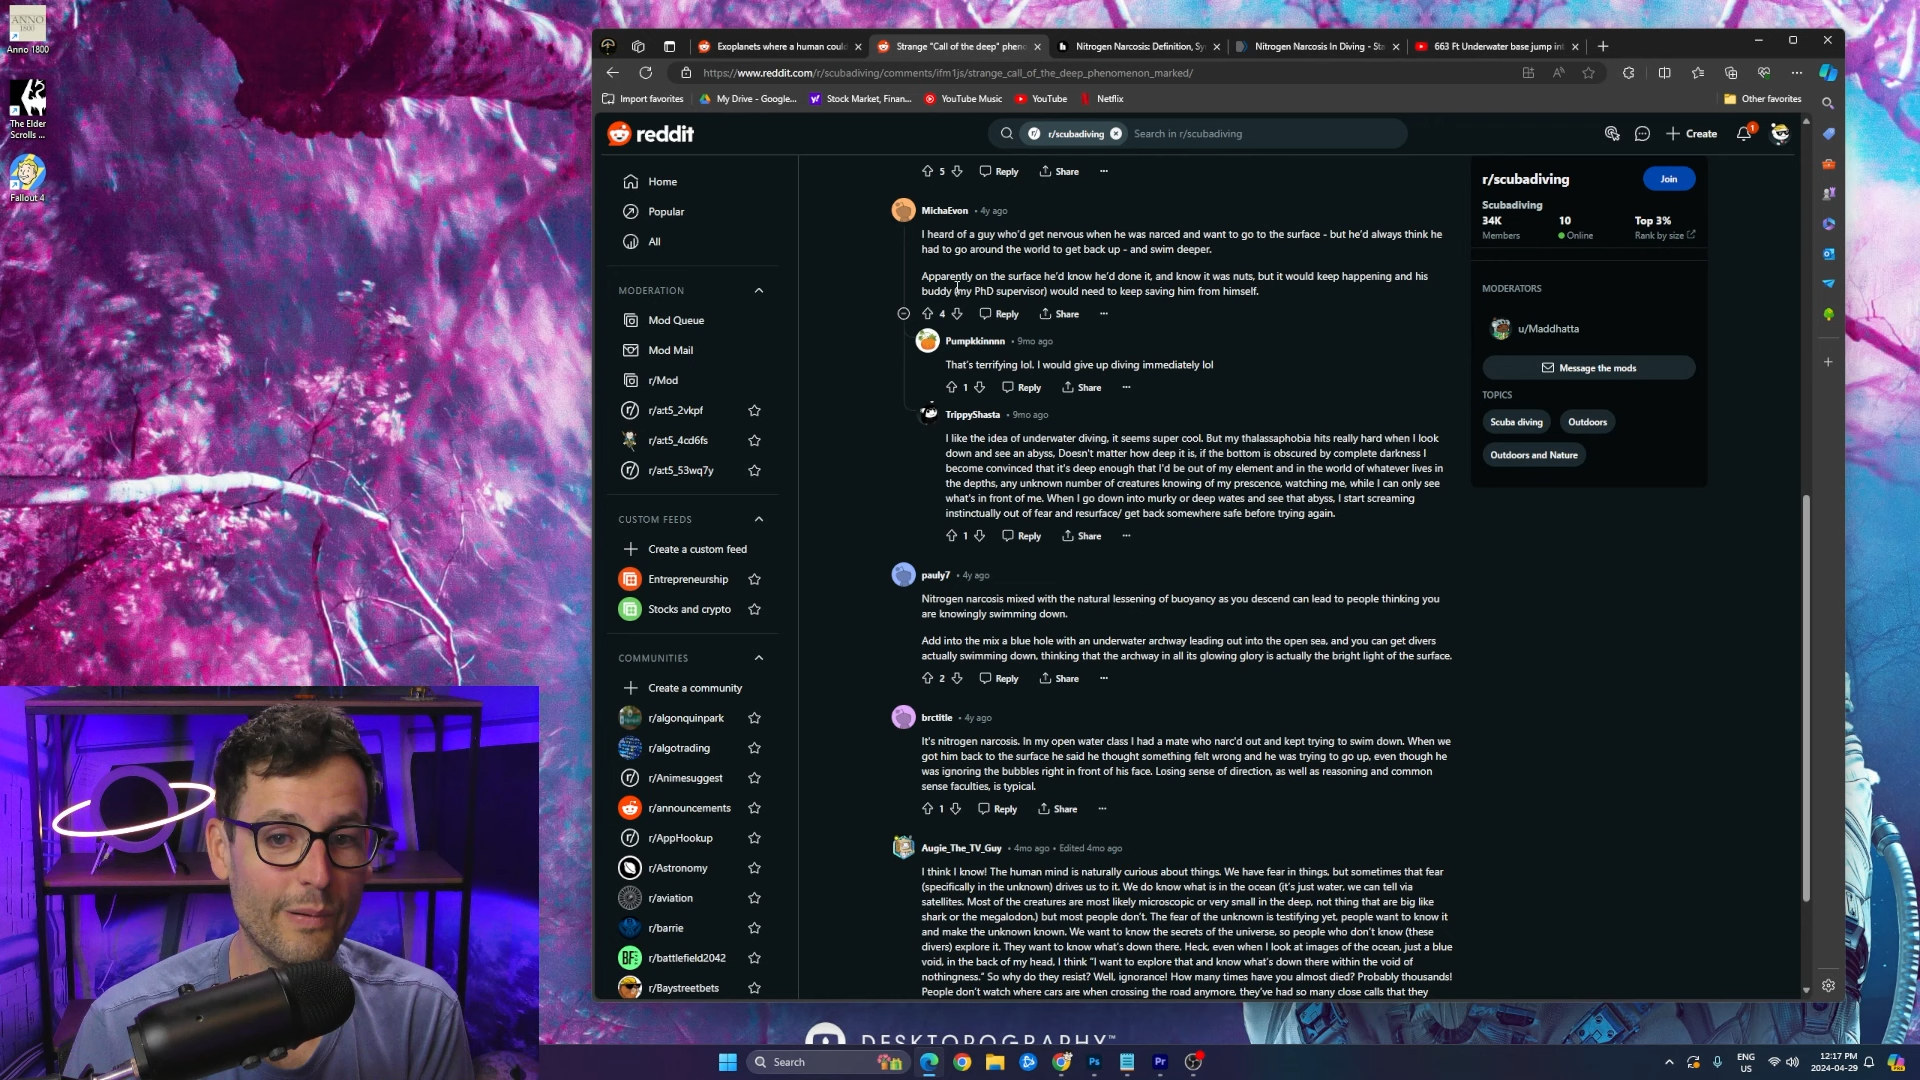 ANNO
1800
Anno 1800
The Elder
Scrolls ...
Fallout 4
Exoplanets where a human coul
Strange "Call of the deep" phen
Nitrogen Narcosis: Definition, Sy
Nitrogen Narcosis In Diving - Sta
663 Ft Underwater base jump int
https://www.reddit.com/r/scubadiving/comments/ifm1js/strange_call_of_the_deep_phenomenon_marked/
Import favorites
My Drive - Google...
Stock Market, Finan...
YouTube Music
YouTube
Netflix
Other favorites
reddit
r/scubadiving
Search in r/scubadiving
Create
1
Home
Popular
All
MODERATION
Mod Queue
Mod Mail
r/Mod
r/a:t5_2vkpf
r/a:t5_4cd6fs
r/a:t5_53wq7y
CUSTOM FEEDS
Create a custom feed
Entrepreneurship
Stocks and crypto
COMMUNITIES
Create a community
r/algonquinpark
r/algotrading
r/Animesuggest
r/announcements
r/AppHookup
r/Astronomy
r/aviation
r/barrie
r/battlefield2042
r/Baystreetbets
5 Reply Share ...
MichaEvon • 4y ago
I heard of a guy who'd get nervous when he was narced and want to go to the surface - but he'd always think he
had to go around the world to get back up - and swim deeper.
Apparently on the surface he'd know he'd done it, and know it was nuts, but it would keep happening and his
buddy (my PhD supervisor) would need to keep saving him from himself.
4 Reply Share ...
Pumpkkinnnn • 9mo ago
That's terrifying lol. I would give up diving immediately lol
1 Reply Share ...
TrippyShasta • 9mo ago
I like the idea of underwater diving, it seems super cool. But my thalassaphobia hits really hard when I look
down and see an abyss, Doesn't matter how deep it is, if the bottom is obscured by complete darkness I
become convinced that it's deep enough that I'd be out of my element and in the world of whatever lives in
the depths, any unknown number of creatures knowing of my prescence, watching me, while I can only see
what's in front of me. When I go down into murky or deep wates and see that abyss, I start screaming
instinctually out of fear and resurface/ get back somewhere safe before trying again.
1 Reply Share ...
pauly7 • 4y ago
Nitrogen narcosis mixed with the natural lessening of buoyancy as you descend can lead to people thinking you
are knowingly swimming down.
Add into the mix a blue hole with an underwater archway leading out into the open sea, and you can get divers
actually swimming down, thinking that the archway in all its glowing glory is actually the bright light of the surface.
2 Reply Share ...
brctitle • 4y ago
It's nitrogen narcosis. In my open water class I had a mate who narc'd out and kept trying to swim down. When we
got him back to the surface he said he thought something felt wrong and he was trying to go up, even though he
was ignoring the bubbles right in front of his face. Losing sense of direction, as well as reasoning and common
sense faculties, is typical.
1 Reply Share ...
Augie_The_TV_Guy • 4mo ago • Edited 4mo ago
I think I know! The human mind is naturally curious about things. We have fear in things, but sometimes that fear
(specifically in the unknown) drives us to it. We do know what is in the ocean (it's just water, we can tell via
satellites. Most of the creatures are most likely microscopic or very small in the deep, not thing that are big like
shark or the megalodon.) but most people don't. The fear of the unknown is testifying yet, people want to know it
and make the unknown known. We want to know the secrets of the universe, so people who don't know (these
divers) explore it. They want to know what's down there. Heck, even when I look at images of the ocean, just a blue
void, in the back of my head, I think "I want to explore that and know what's down there within the void of
nothingness." So why do they resist? Well, ignorance! How many times have you almost died? Probably thousands!
People don't watch where cars are when crossing the road anymore, they've had so many close calls that they
r/scubadiving
Join
Scubadiving
34K 10 Top 3%
Members Online Rank by size
MODERATORS
u/Maddhatta
Message the mods
TOPICS
Scuba diving
Outdoors
Outdoors and Nature
DESKTOPOGRAPHY™
Search
Ps
Pr
ENG
US
12:17 PM
2024-04-29